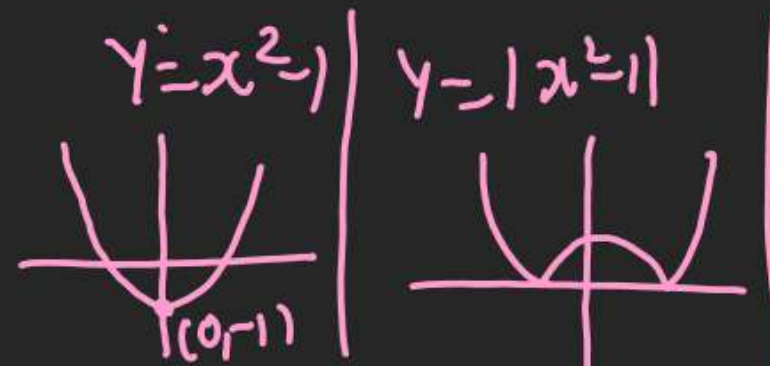 y = x² - 1
y = |x² - 1|
(0, -1)